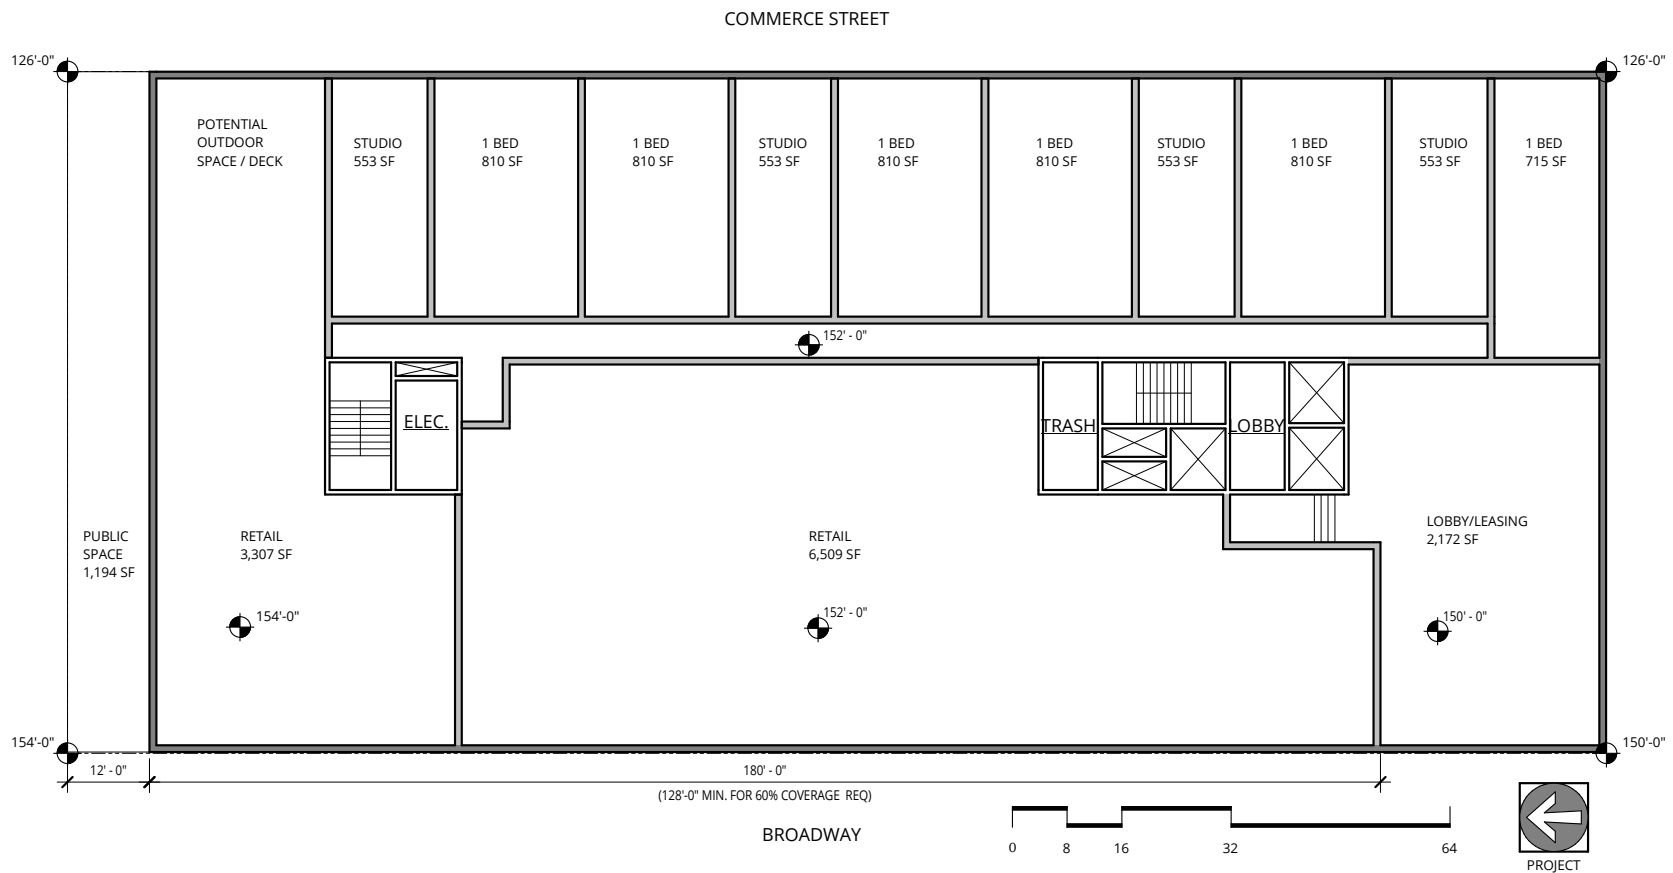 COMMERCE STREET
126'-0"
126'-0"
POTENTIAL
OUTDOOR
SPACE / DECK
STUDIO
553 SF
1 BED
810 SF
1 BED
810 SF
STUDIO
553 SF
1 BED
810 SF
1 BED
810 SF
STUDIO
553 SF
1 BED
810 SF
STUDIO
553 SF
1 BED
715 SF
152' - 0"
ELEC.
TRASH
LOBBY
PUBLIC
SPACE
1,194 SF
RETAIL
3,307 SF
RETAIL
6,509 SF
LOBBY/LEASING
2,172 SF
154'-0"
152' - 0"
150' - 0"
154'-0"
150'-0"
12' - 0"
180' - 0"
(128'-0" MIN. FOR 60% COVERAGE REQ)
BROADWAY
0 8 16 32 64
PROJECT